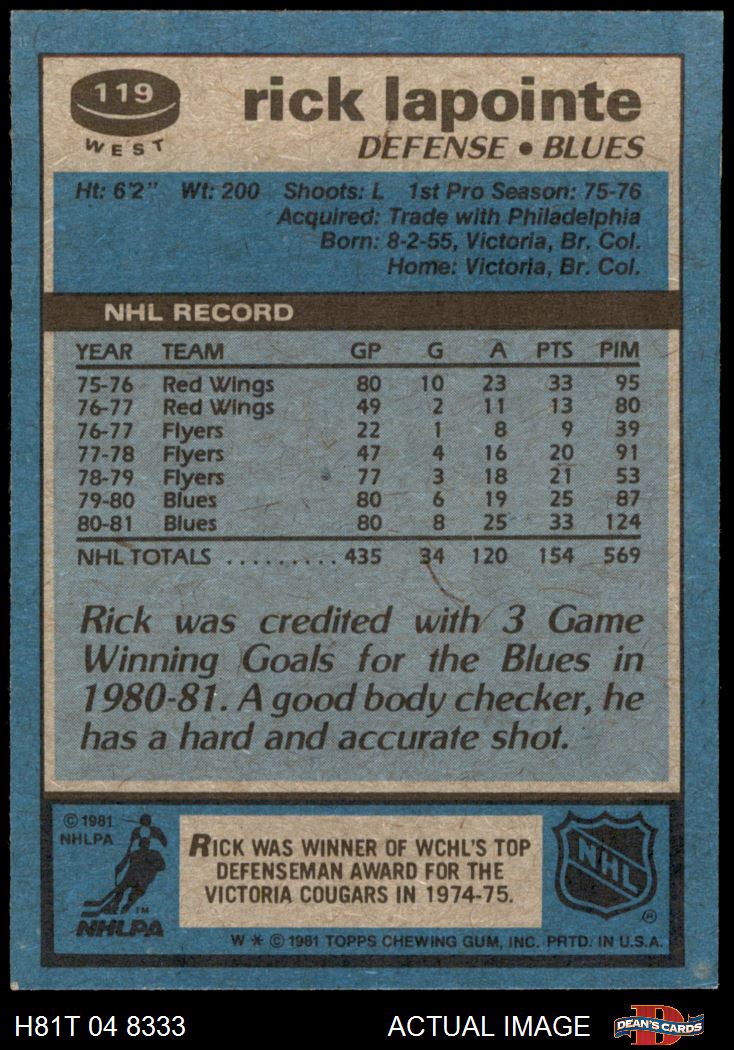 119
WEST
rick lapointe
DEFENSE • BLUES
Ht: 6'2" Wt: 200 Shoots: L 1st Pro Season: 75-76
Acquired: Trade with Philadelphia
Born: 8-2-55, Victoria, Br. Col.
Home: Victoria, Br. Col.
NHL RECORD
YEAR TEAM GP G A PTS PIM
75-76 Red Wings 80 10 23 33 95
76-77 Red Wings 49 2 11 13 80
76-77 Flyers 22 1 8 9 39
77-78 Flyers 47 4 16 20 91
78-79 Flyers 77 3 18 21 53
79-80 Blues 80 6 19 25 87
80-81 Blues 80 8 25 33 124
NHL TOTALS .......... 435 34 120 154 569
Rick was credited with 3 Game
Winning Goals for the Blues in
1980-81. A good body checker, he
has a hard and accurate shot.
© 1981
NHLPA
TM
NHLPA
RICK WAS WINNER OF WCHL'S TOP
DEFENSEMAN AWARD FOR THE
VICTORIA COUGARS IN 1974-75.
NHL
®
W * © 1981 TOPPS CHEWING GUM, INC. PRTD. IN U.S.A.
H81T 04 8333 ACTUAL IMAGE
D
DEAN'S CARDS